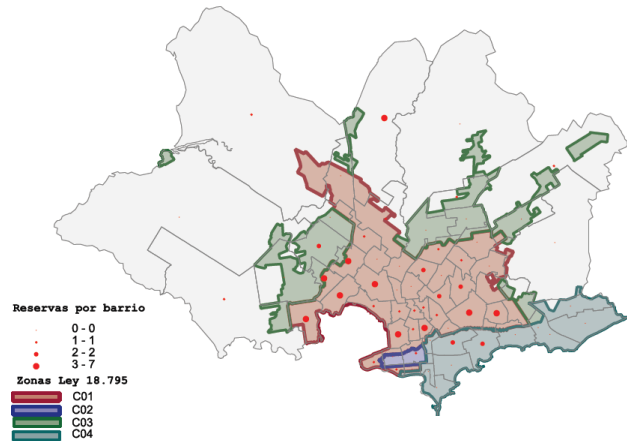 Reservas por barrio
0 - 0
1 - 1
2 - 2
3 - 7
Zonas Ley 18.795
C01
C02
C03
C04